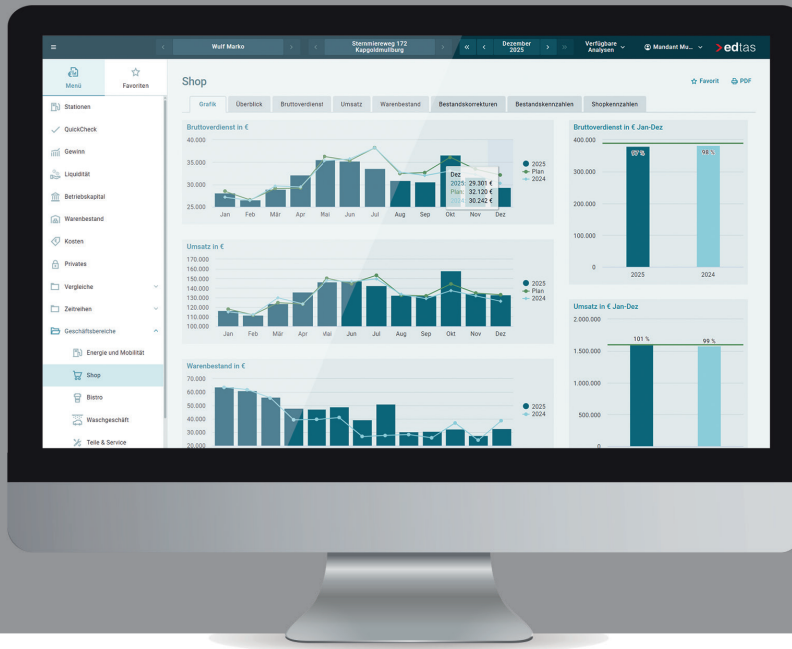 Wulf Marko
Sternmiereweg 172
Kapgoldmullburg
Dezember
2025
Verfügbare
Analysen
Mandant Mu...
edtas
Menü
Favoriten
Stationen
QuickCheck
Gewinn
Liquidität
Betriebskapital
Warenbestand
Kosten
Privates
Vergleiche
Zeitreihen
Geschäftsbereiche
Energie und Mobilität
Shop
Bistro
Waschgeschäft
Teile & Service
Shop
Favorit
PDF
Grafik
Überblick
Bruttoverdienst
Umsatz
Warenbestand
Bestandskorrekturen
Bestandskennzahlen
Shopkennzahlen
Bruttoverdienst in €
40.000
35.000
30.000
25.000
Jan Feb Mär Apr Mai Jun Jul Aug Sep Okt Nov Dez
2025
Plan
2024
Dez
2025: 29.301 €
Plan: 32.120 €
2024: 30.242 €
Bruttoverdienst in € Jan-Dez
400.000
300.000
200.000
100.000
0
97 %
98 %
2025
2024
Umsatz in €
170.000
160.000
150.000
140.000
130.000
120.000
110.000
100.000
Jan Feb Mär Apr Mai Jun Jul Aug Sep Okt Nov Dez
2025
Plan
2024
Umsatz in € Jan-Dez
2.000.000
1.500.000
1.000.000
500.000
0
101 %
99 %
Warenbestand in €
70.000
60.000
50.000
40.000
30.000
20.000
2025
2024